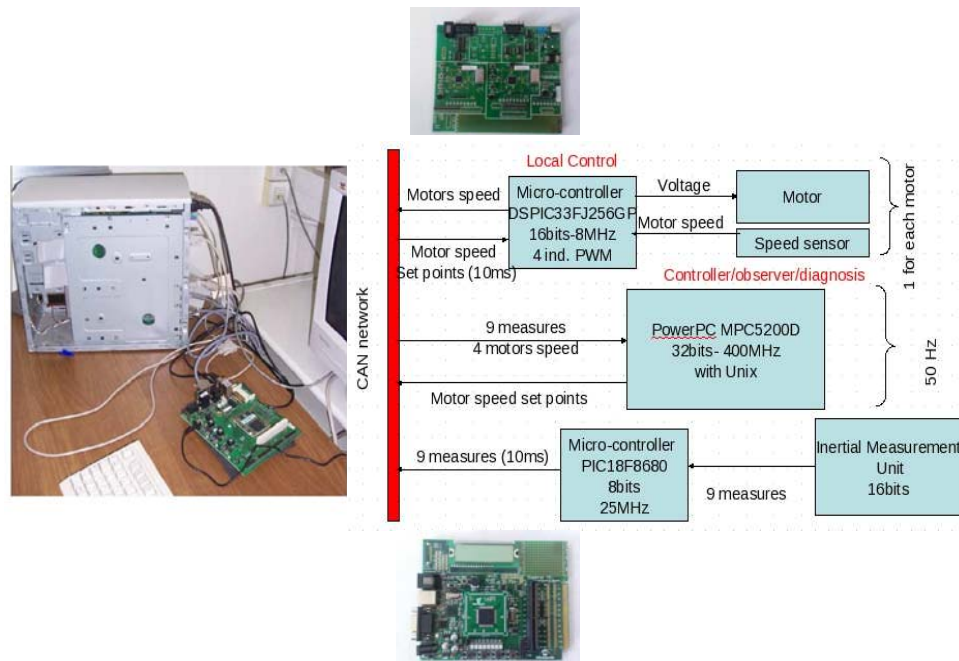 Local Control
Motors speed
Micro-controller
DSPIC33FJ256GP
16bits-8MHz
4 ind. PWM
Voltage
Motor
Motor speed
Speed sensor
Motor speed
Set points (10ms)
1 for each motor
Controller/observer/diagnosis
CAN network
9 measures
4 motors speed
PowerPC MPC5200D
32bits- 400MHz
with Unix
50 Hz
Motor speed set points
9 measures (10ms)
Micro-controller
PIC18F8680
8bits
25MHz
9 measures
Inertial Measurement
Unit
16bits